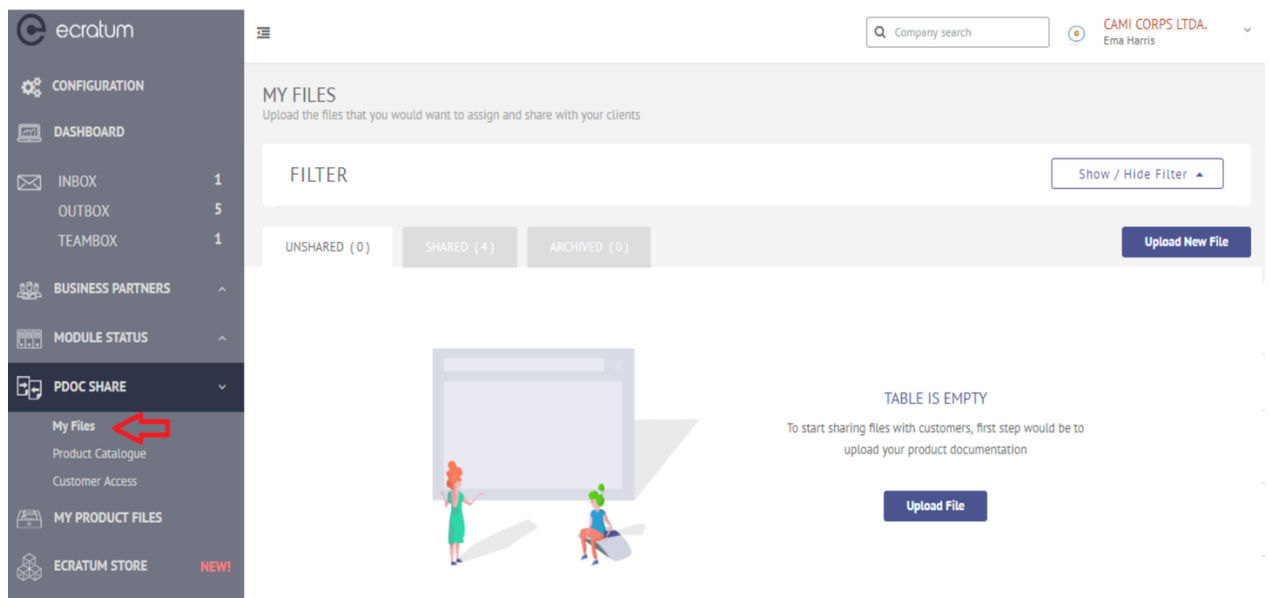 ecratum
CONFIGURATION
DASHBOARD
INBOX 1
OUTBOX 5
TEAMBOX 1
BUSINESS PARTNERS
MODULE STATUS
PDOC SHARE
My Files
Product Catalogue
Customer Access
MY PRODUCT FILES
ECRATUM STORE NEW!
Company search
CAMI CORPS LTDA.
Ema Harris
MY FILES
Upload the files that you would want to assign and share with your clients
FILTER
Show / Hide Filter
UNSHARED (0) SHARED (4) ARCHIVED (0)
Upload New File
TABLE IS EMPTY
To start sharing files with customers, first step would be to
upload your product documentation
Upload File